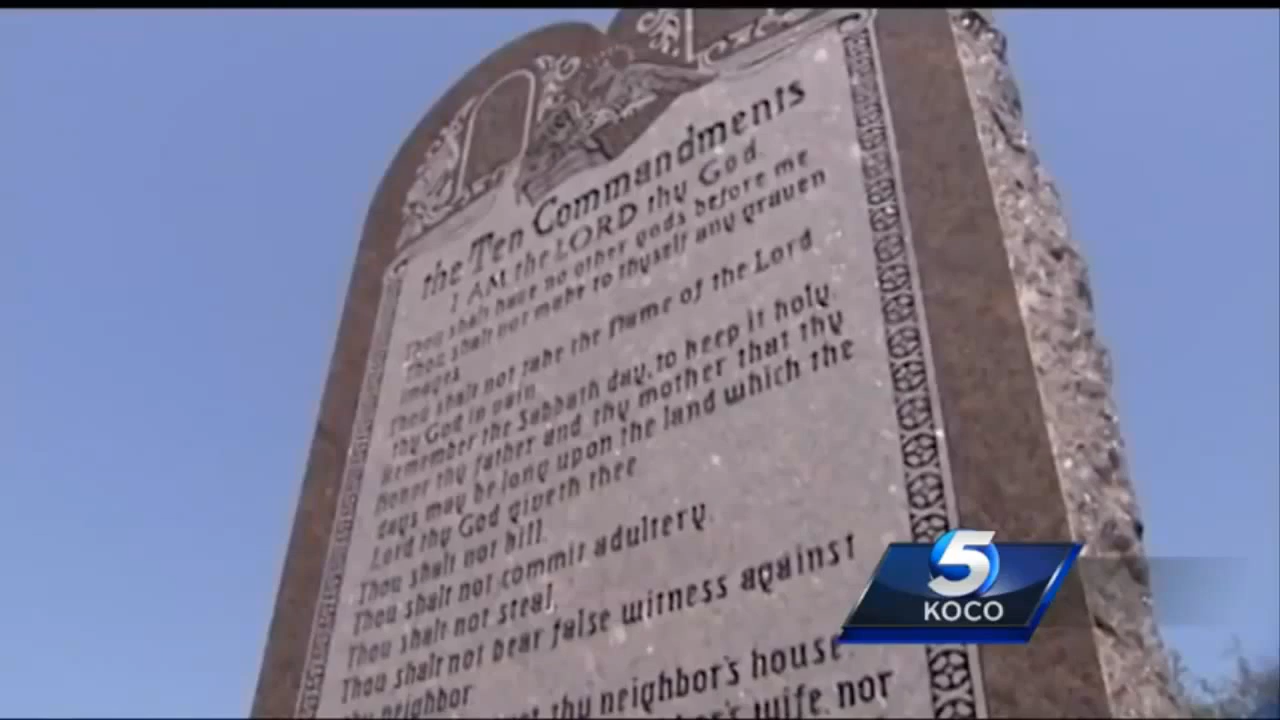 the Ten Commandments
I AM the LORD thy God.
Thou shalt have no other gods before me
Thou shalt not make to thyself any graven
images
Thou shalt not take the Name of the Lord
thy God in vain.
Remember the Sabbath day, to keep it holy.
Honor thy father and thy mother that thy
days may be long upon the land which the
Lord thy God giveth thee
Thou shalt not kill.
Thou shalt not commit adultery.
Thou shalt not steal.
Thou shalt not bear false witness against
thy neighbor
thy neighbor's house.
wife, nor
5
KOCO